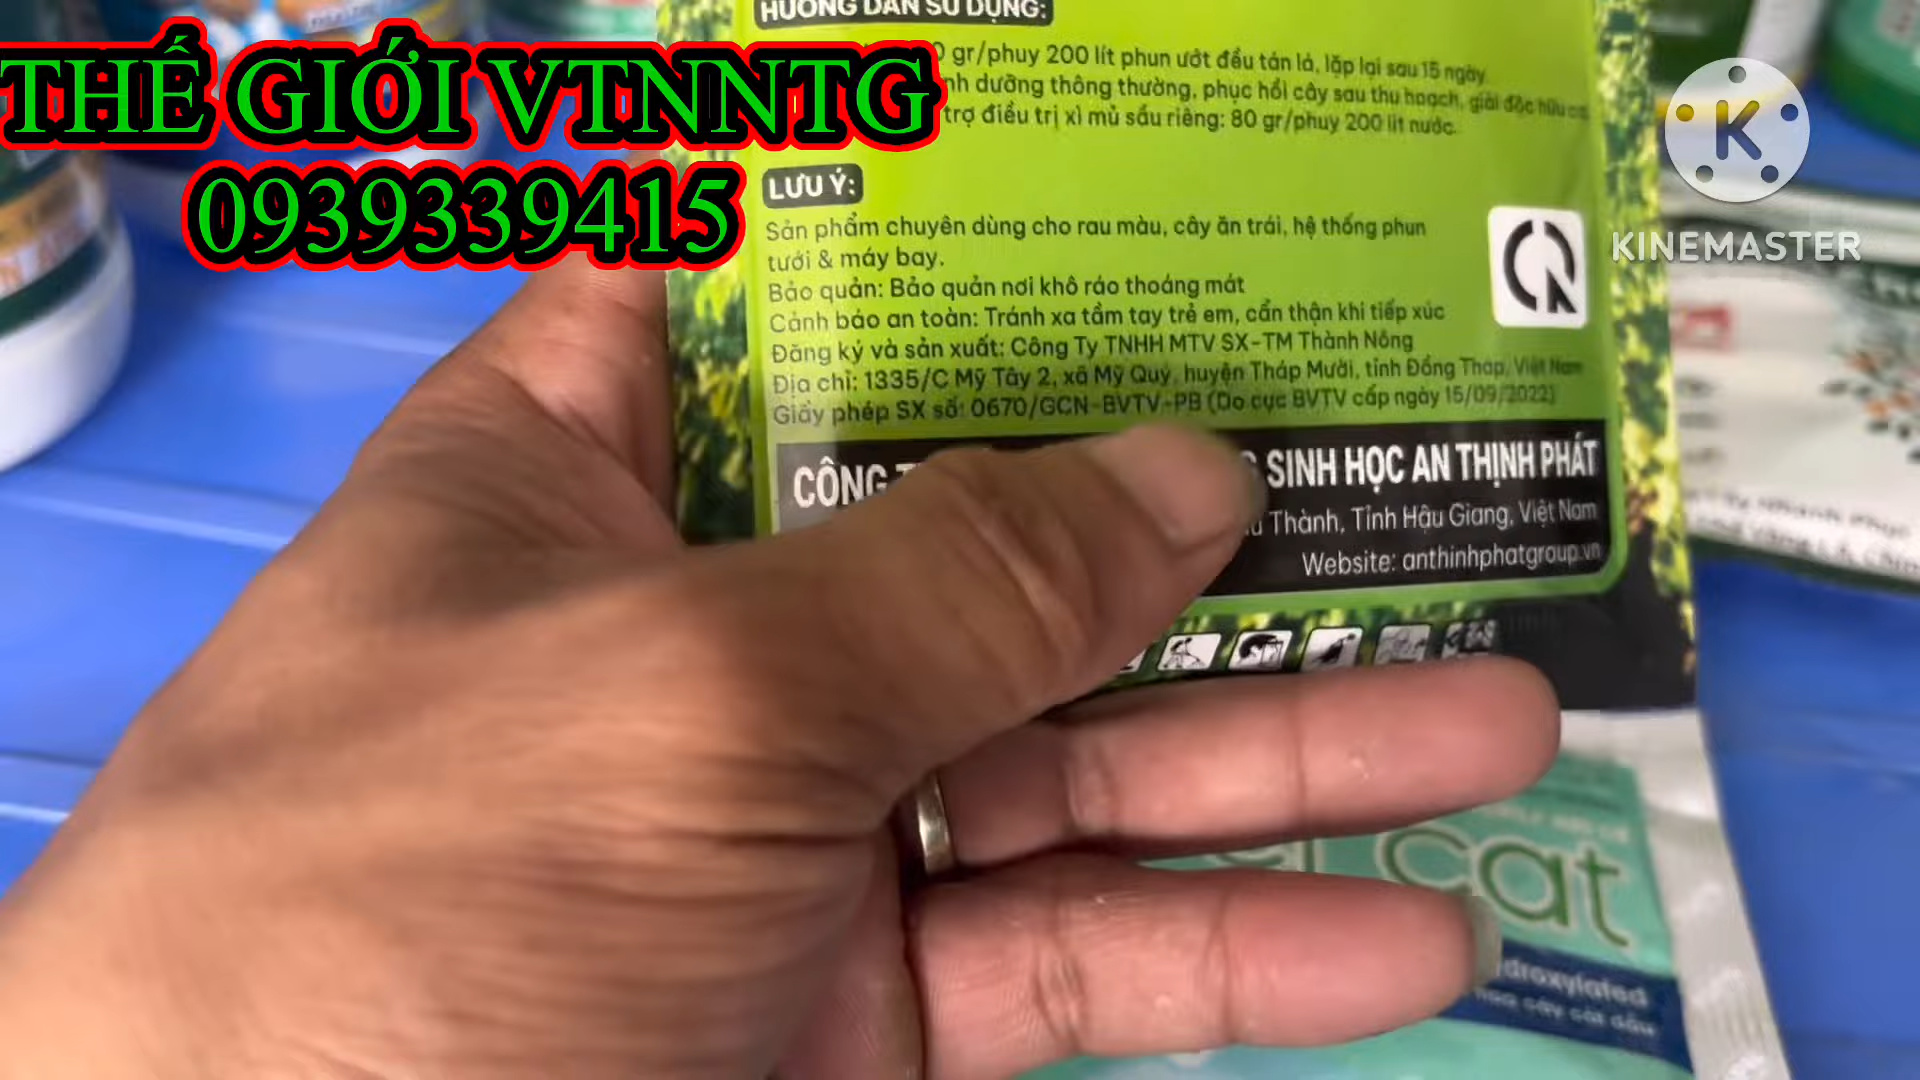 THẾ GIỚI VTNNTG
0939339415
HƯỚNG DẪN SỬ DỤNG:
0 gr/phuy 200 lít phun ướt đều tán lá, lặp lại sau 15 ngày
nh dưỡng thông thường, phục hồi cây sau thu hoạch, giải độc hữu cơ
trợ điều trị xì mủ sầu riêng: 80 gr/phuy 200 lít nước.
LƯU Ý:
Sản phẩm chuyên dùng cho rau màu, cây ăn trái, hệ thống phun
tưới & máy bay.
Bảo quản: Bảo quản nơi khô ráo thoáng mát
Cảnh báo an toàn: Tránh xa tầm tay trẻ em, cẩn thận khi tiếp xúc
Đăng ký và sản xuất: Công Ty TNHH MTV SX-TM Thành Nông
Địa chỉ: 1335/C Mỹ Tây 2, xã Mỹ Quý, huyện Tháp Mười, tỉnh Đồng Tháp, Việt Nam
Giấy phép SX số: 0670/GCN-BVTV-PB (Do cục BVTV cấp ngày 15/09/2022)
CÔNG SINH HỌC AN THỊNH PHÁT
Thành, Tỉnh Hậu Giang, Việt Nam
Website: anthinhphatgroup.vn
K
KINEMASTER
cat
droxylated